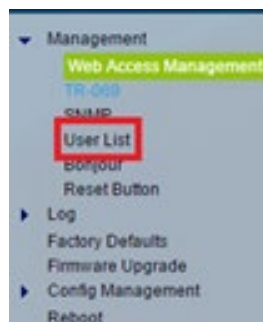 Management
Web Access Management
TR-069
SNMP
User List
Bonjour
Reset Button
Log
Factory Defaults
Firmware Upgrade
Config Management
Reboot